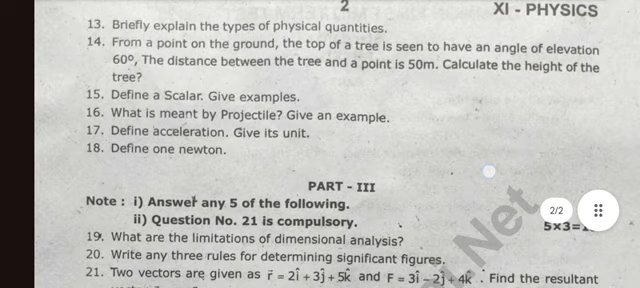 2
XI - PHYSICS
13. Briefly explain the types of physical quantities.
14. From a point on the ground, the top of a tree is seen to have an angle of elevation
60º, The distance between the tree and a point is 50m. Calculate the height of the
tree?
15. Define a Scalar. Give examples.
16. What is meant by Projectile? Give an example.
17. Define acceleration. Give its unit.
18. Define one newton.
PART - III
Note : i) Answer any 5 of the following.
ii) Question No. 21 is compulsory.
2/2
5x3=
19. What are the limitations of dimensional analysis?
20. Write any three rules for determining significant figures.
21. Two vectors are given as r⃗ = 2î + 3ĵ + 5k̂ and F = 3î - 2ĵ + 4k̂ . Find the resultant
.Net